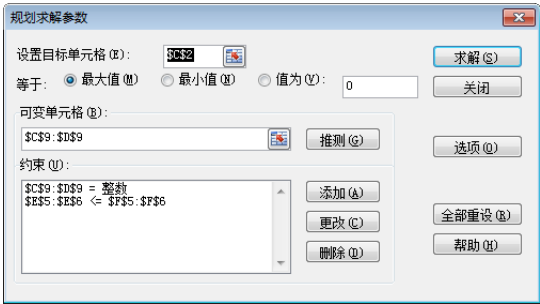 规划求解参数
设置目标单元格(E): $C$2 求解(S)
等于: 最大值(M) 最小值(N) 值为(V): 0 关闭
可变单元格(B):
$C$9:$D$9 推测(G) 选项(O)
约束(U):
$C$9:$D$9 = 整数 添加(A)
$E$5:$E$6 <= $F$5:$F$6
更改(C) 全部重设(R)
删除(D) 帮助(H)